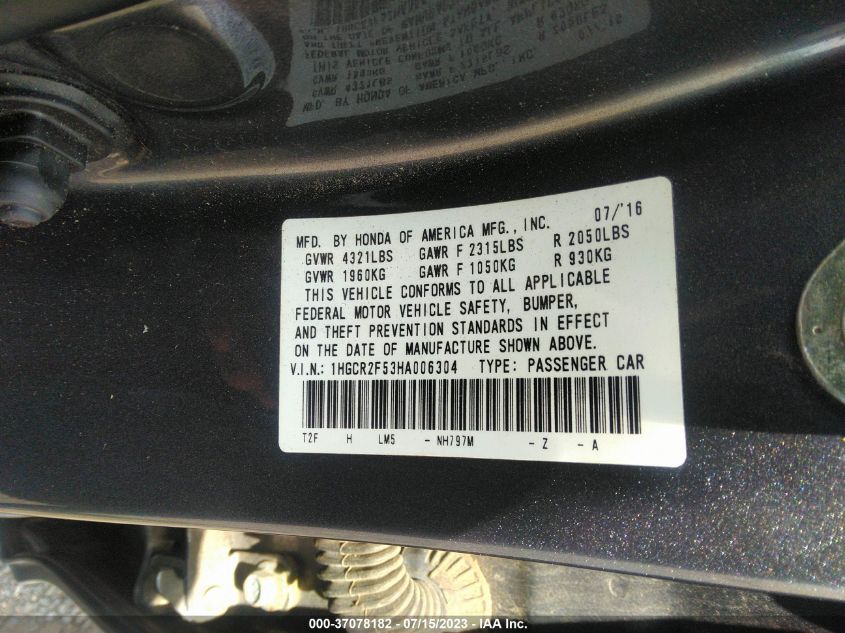 MFD. BY HONDA OF AMERICA MFG., INC. 07/'16
GVWR 4321LBS GAWR F 2315LBS R 2050LBS
GVWR 1960KG GAWR F 1050KG R 930KG
THIS VEHICLE CONFORMS TO ALL APPLICABLE
FEDERAL MOTOR VEHICLE SAFETY, BUMPER,
AND THEFT PREVENTION STANDARDS IN EFFECT
ON THE DATE OF MANUFACTURE SHOWN ABOVE.
V.I.N.: 1HGCR2F53HA006304 TYPE: PASSENGER CAR
T2F H LM5 - NH797M - Z - A
000-37078182 - 07/15/2023 - IAA Inc.